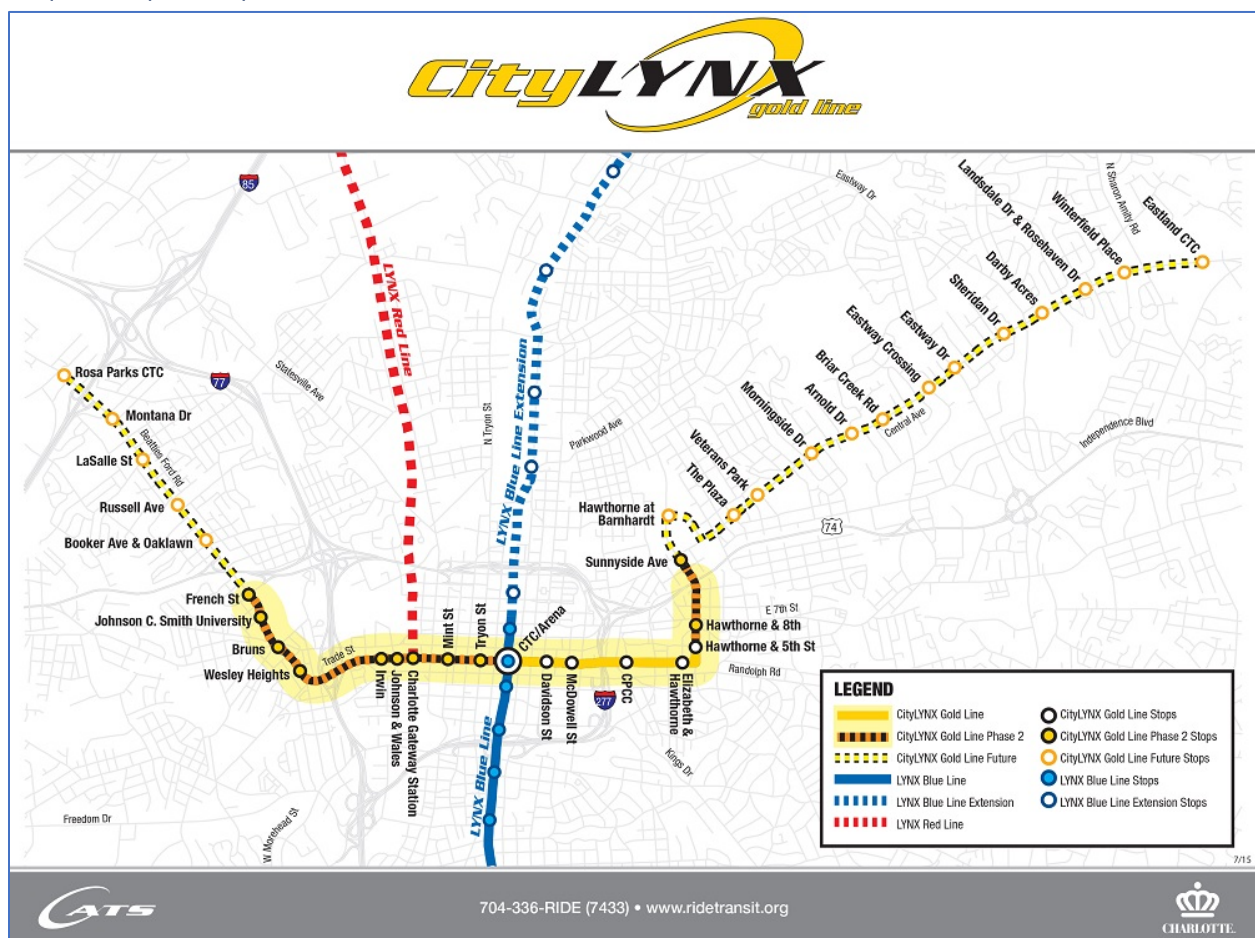 CityLYNX
gold line
85
Eastway Dr
N Sharon Amity Rd
Landsdale Dr & Rosehaven Dr
Winterfield Place
Eastland CTC
LYNX Red Line
Darby Acres
Sheridan Dr
Eastway Dr
Eastway Crossing
Rosa Parks CTC
77
Statesville Ave
N Tryon St
LYNX Blue Line Extension
Parkwood Ave
Briar Creek Rd
Arnold Dr
Morningside Dr
Central Ave
Independence Blvd
Montana Dr
Beatties Ford Rd
LaSalle St
Veterans Park
The Plaza
Russell Ave
Hawthorne at
Barnhardt
74
Booker Ave & Oaklawn
Sunnyside Ave
French St
Johnson C. Smith University
E 7th St
Hawthorne & 8th
Bruns
Trade St
Mint St
Tryon St
CTC/Arena
Hawthorne & 5th St
Wesley Heights
Randolph Rd
Irwin
Johnson & Wales
Charlotte Gateway Station
Davidson St
McDowell St
277
CPCC
Elizabeth &
Hawthorne
Kings Dr
LYNX Blue Line
Freedom Dr
W Morehead St
LEGEND
CityLYNX Gold Line
CityLYNX Gold Line Stops
CityLYNX Gold Line Phase 2
CityLYNX Gold Line Phase 2 Stops
CityLYNX Gold Line Future
CityLYNX Gold Line Future Stops
LYNX Blue Line
LYNX Blue Line Stops
LYNX Blue Line Extension
LYNX Blue Line Extension Stops
LYNX Red Line
7/15
CATS
704-336-RIDE (7433) • www.ridetransit.org
CHARLOTTE.